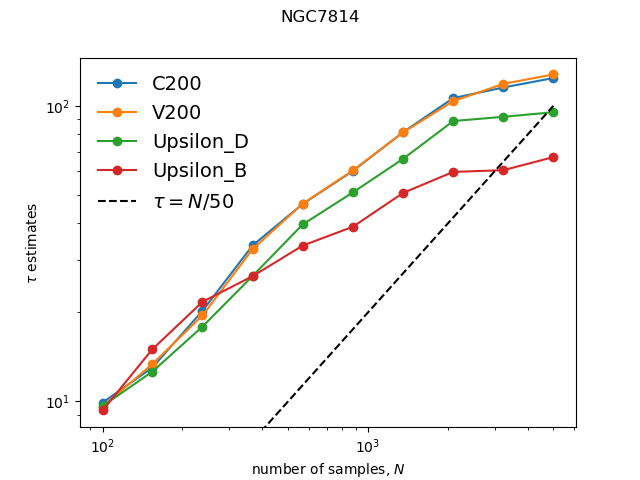 NGC7814
C200
V200
Upsilon_D
Upsilon_B
τ = N/50
10²
10¹
τ estimates
10²
10³
number of samples, N